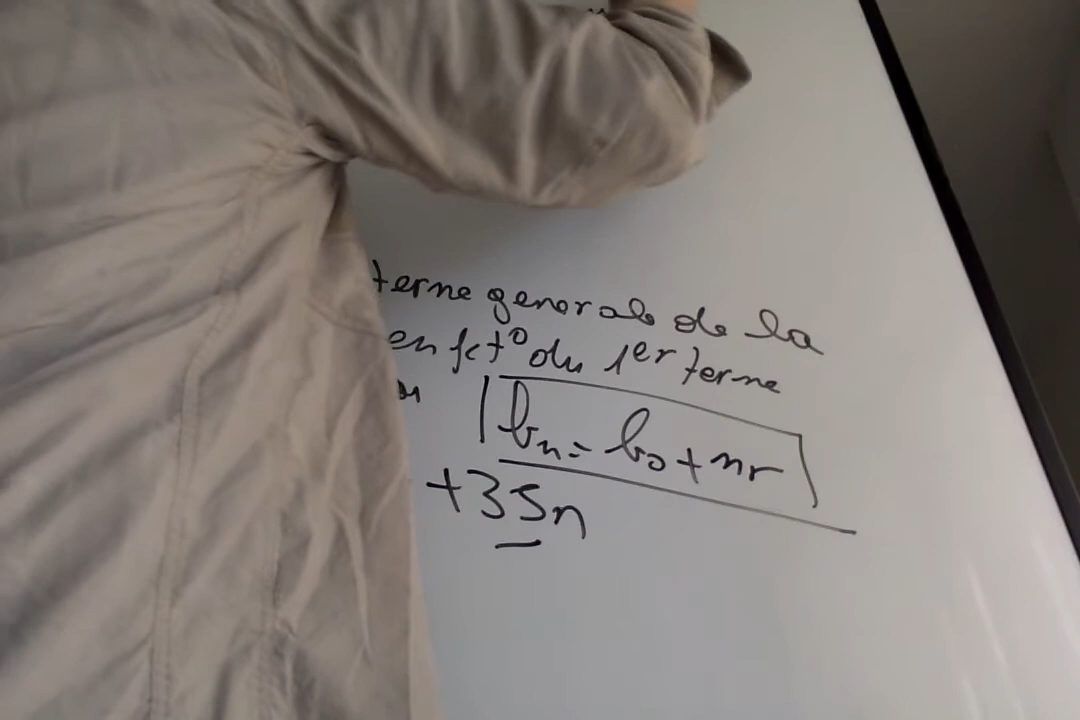 terme general de la
en fct° du 1er terme
bn = b0 + nr
+35n